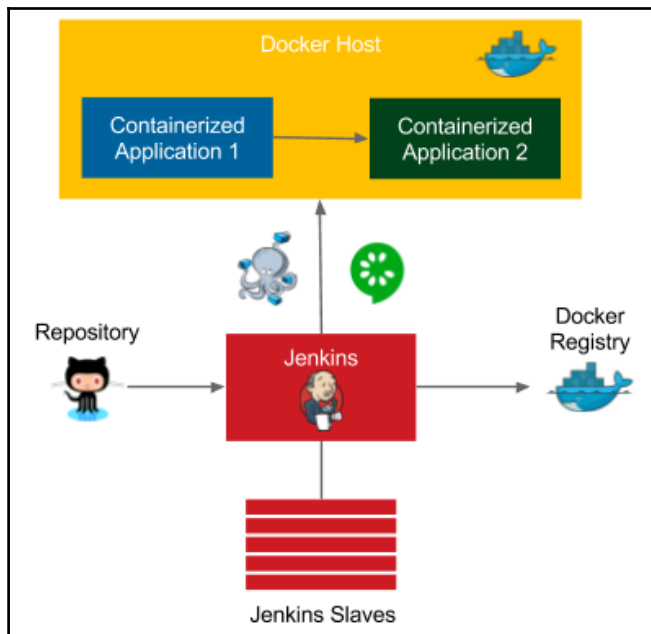 Docker Host
Containerized
Application 1
Containerized
Application 2
Repository
Jenkins
Docker
Registry
Jenkins Slaves